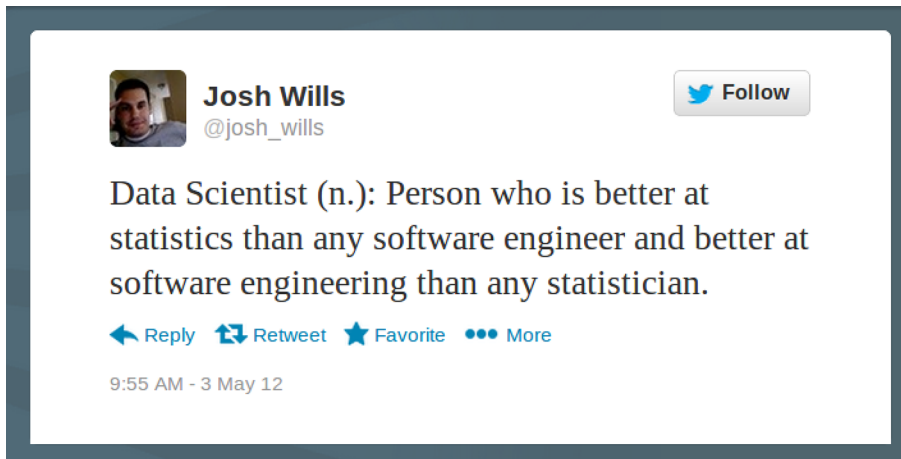 Josh Wills
@josh_wills
Follow
Data Scientist (n.): Person who is better at
statistics than any software engineer and better at
software engineering than any statistician.
Reply Retweet Favorite More
9:55 AM - 3 May 12